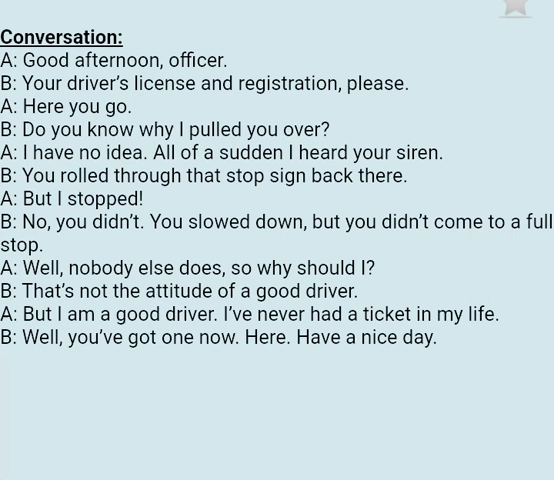 Conversation:
A: Good afternoon, officer.
B: Your driver’s license and registration, please.
A: Here you go.
B: Do you know why I pulled you over?
A: I have no idea. All of a sudden I heard your siren.
B: You rolled through that stop sign back there.
A: But I stopped!
B: No, you didn’t. You slowed down, but you didn’t come to a full
stop.
A: Well, nobody else does, so why should I?
B: That’s not the attitude of a good driver.
A: But I am a good driver. I’ve never had a ticket in my life.
B: Well, you’ve got one now. Here. Have a nice day.